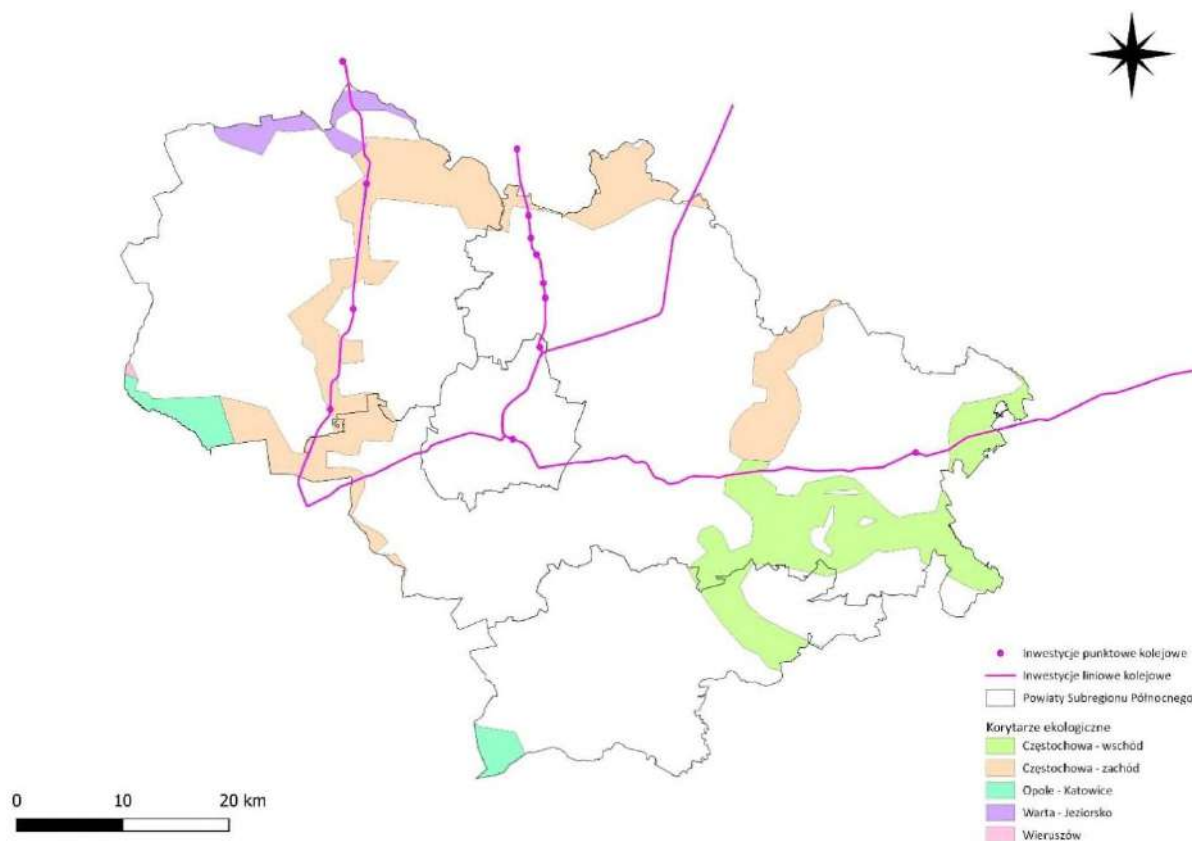 Inwestycje punktowe kolejowe
Inwestycje liniowe kolejowe
Powiaty Subregionu Północnego
Korytarze ekologiczne
Częstochowa - wschód
Częstochowa - zachód
Opole - Katowice
Warta - Jeziorsko
Wieruszów
0 10 20 km